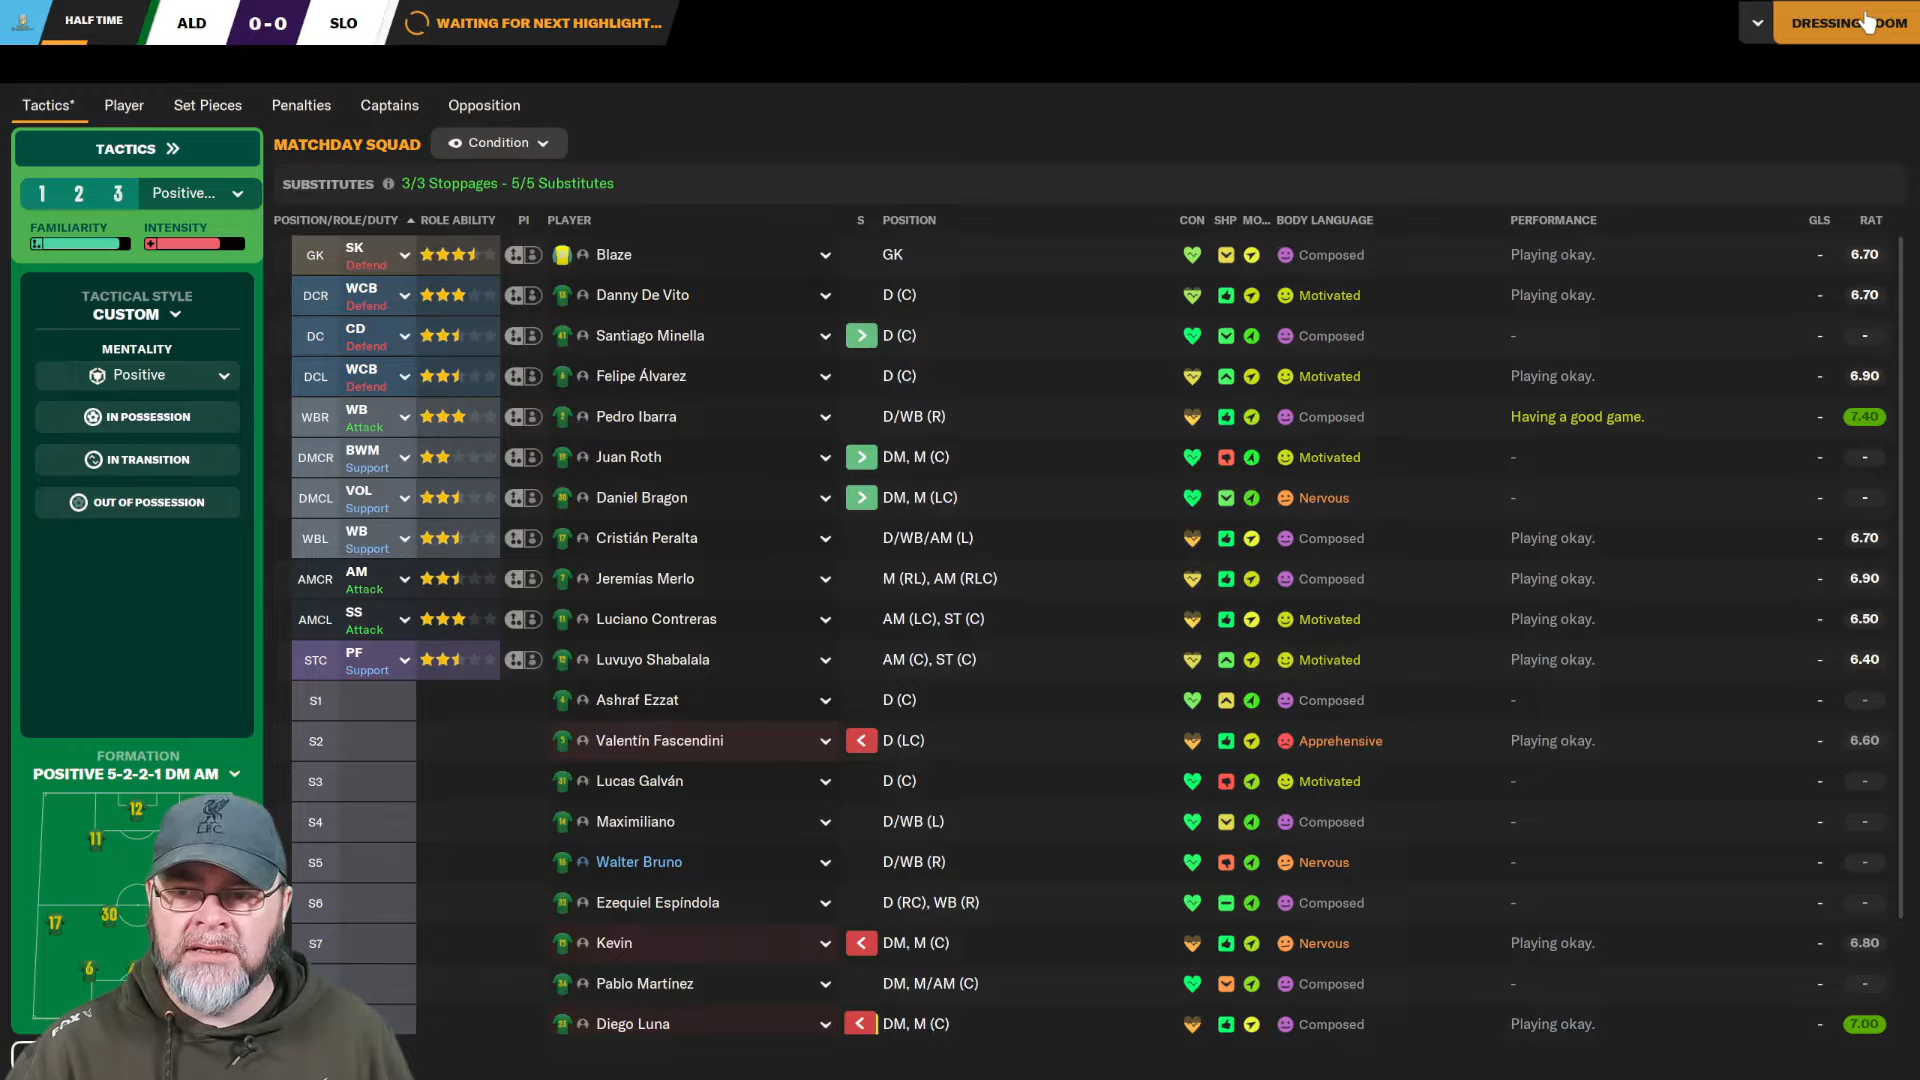 HALF TIME
ALD 0-0 SLO
WAITING FOR NEXT HIGHLIGHT...
Tactics* Player Set Pieces Penalties Captains Opposition
TACTICS
1 2 3 Positive...
FAMILIARITY INTENSITY
TACTICAL STYLE
CUSTOM
MENTALITY
Positive
IN POSSESSION
IN TRANSITION
OUT OF POSSESSION
FORMATION
POSITIVE 5-2-2-1 DM AM
12
11
17 30
6
MATCHDAY SQUAD Condition
SUBSTITUTES 3/3 Stoppages - 5/5 Substitutes
POSITION/ROLE/DUTY ROLE ABILITY PI PLAYER S POSITION CON SHP MO... BODY LANGUAGE PERFORMANCE GLS RAT
GK SK Defend Blaze GK Composed Playing okay. - 6.70
DCR WCB Defend Danny De Vito D (C) Motivated Playing okay. - 6.70
DC CD Defend Santiago Minella D (C) Composed - - -
DCL WCB Defend Felipe Álvarez D (C) Motivated Playing okay. - 6.90
WBR WB Attack Pedro Ibarra D/WB (R) Composed Having a good game. - 7.40
DMCR BWM Support Juan Roth DM, M (C) Motivated - - -
DMCL VOL Support Daniel Bragon DM, M (LC) Nervous - - -
WBL WB Support Cristián Peralta D/WB/AM (L) Composed Playing okay. - 6.70
AMCR AM Attack Jeremías Merlo M (RL), AM (RLC) Composed Playing okay. - 6.90
AMCL SS Attack Luciano Contreras AM (LC), ST (C) Motivated Playing okay. - 6.50
STC PF Support Luvuyo Shabalala AM (C), ST (C) Motivated Playing okay. - 6.40
S1 Ashraf Ezzat D (C) Composed - - -
S2 Valentín Fascendini D (LC) Apprehensive Playing okay. - 6.60
S3 Lucas Galván D (C) Motivated - - -
S4 Maximiliano D/WB (L) Composed - - -
S5 Walter Bruno D/WB (R) Nervous - - -
S6 Ezequiel Espíndola D (RC), WB (R) Composed - - -
S7 Kevin DM, M (C) Nervous Playing okay. - 6.80
Pablo Martínez DM, M/AM (C) Composed - - -
Diego Luna DM, M (C) Composed Playing okay. - 7.00
LFC